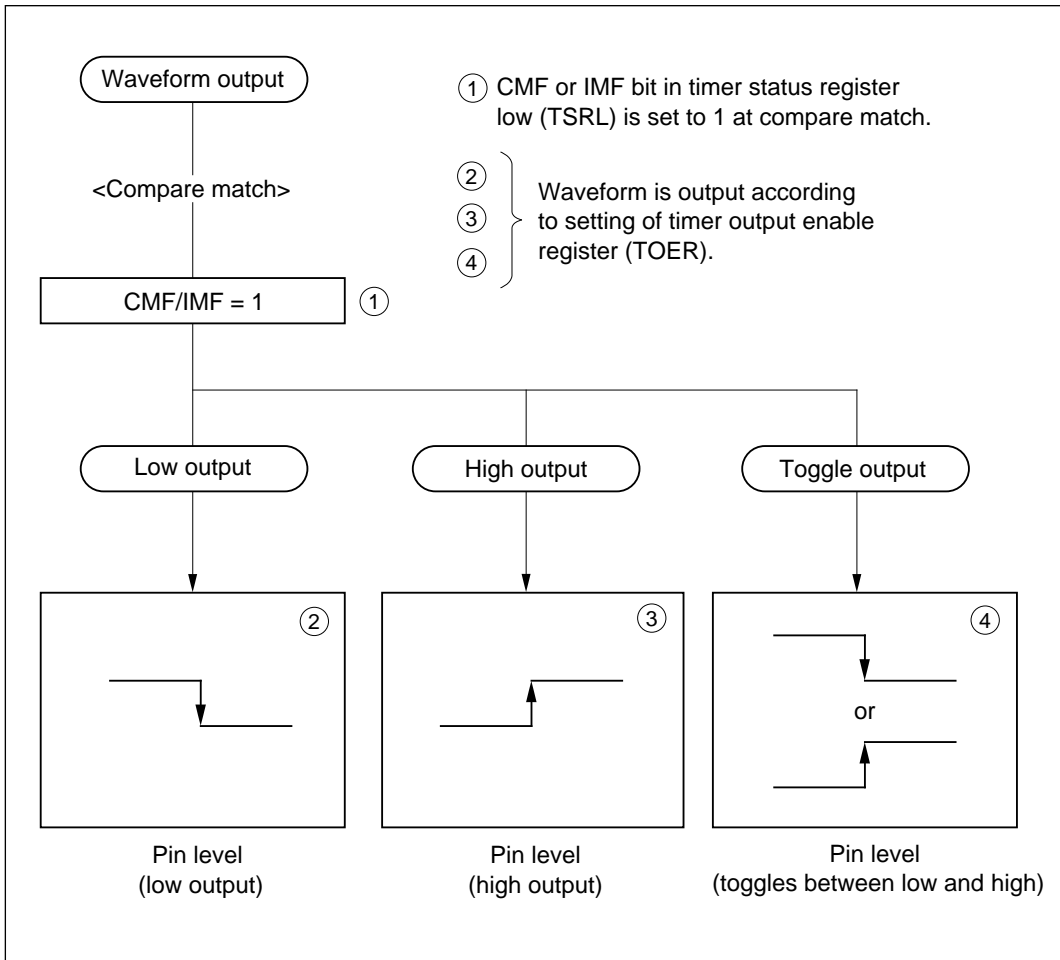 Waveform output
① CMF or IMF bit in timer status register
low (TSRL) is set to 1 at compare match.
<Compare match>
②
③
④
Waveform is output according
to setting of timer output enable
register (TOER).
CMF/IMF = 1
①
Low output
High output
Toggle output
②
③
④
or
Pin level
(low output)
Pin level
(high output)
Pin level
(toggles between low and high)